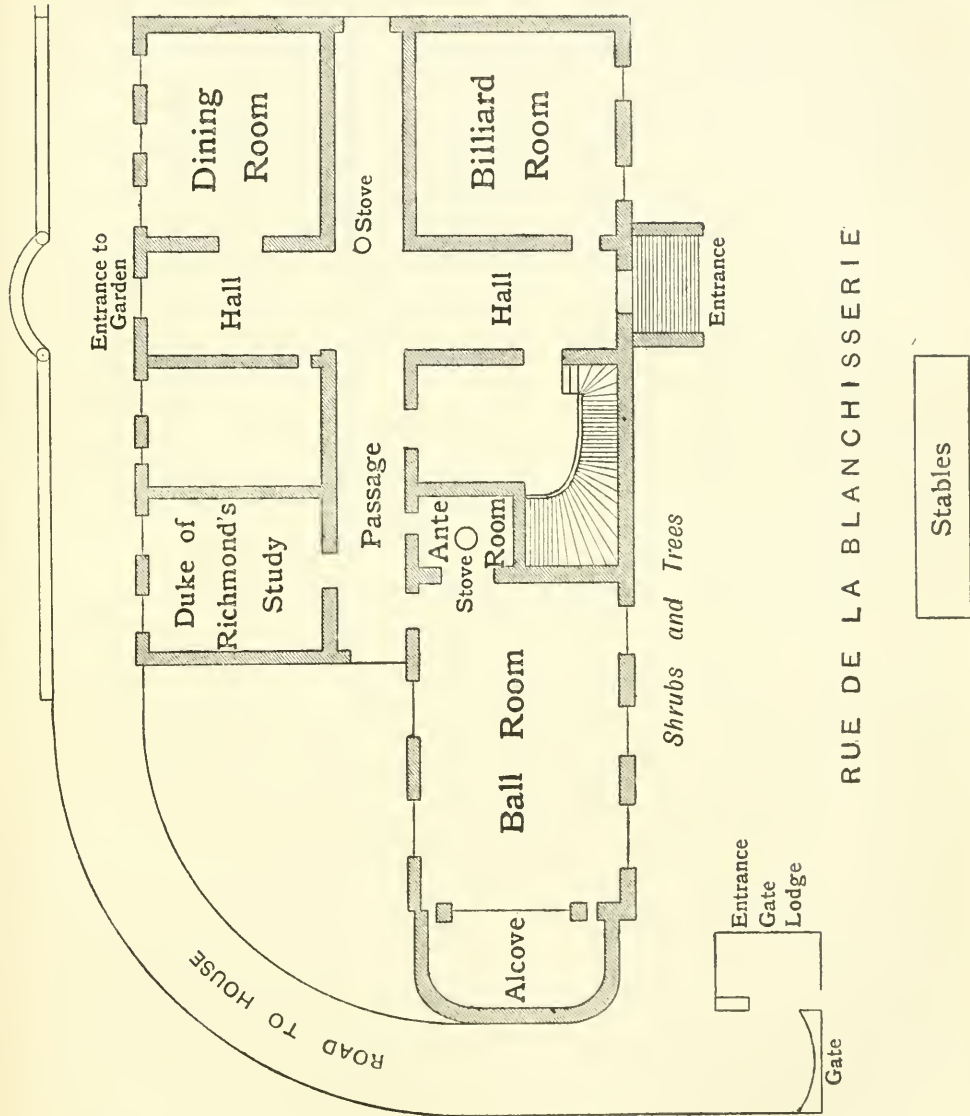 Entrance to
Garden
Dining
Room
Hall
Duke of
Richmond's
Study
O Stove
Passage
Billiard
Room
Hall
Ante
Stove
Room
Ball Room
Alcove
Entrance
Shrubs and Trees
ROAD TO HOUSE
RUE DE LA BLANCHISSERIE
Entrance
Gate
Lodge
Gate
Stables